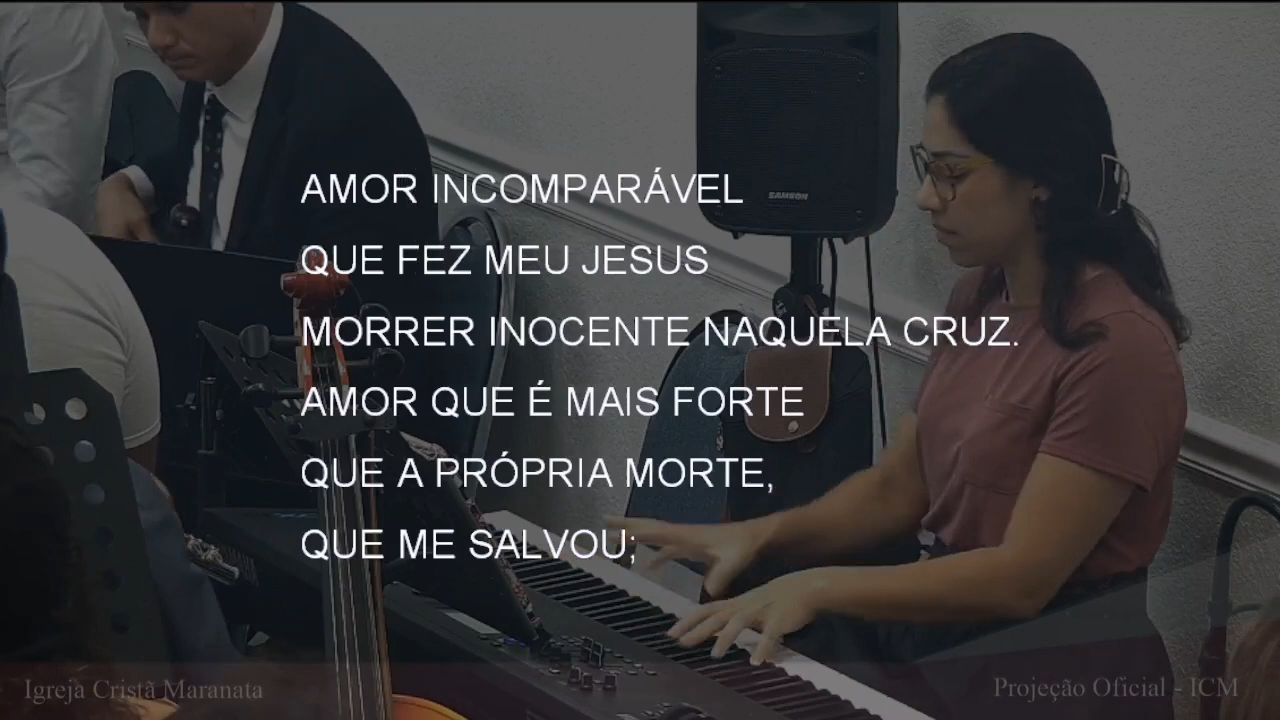 SAMSON
AMOR INCOMPARÁVEL
QUE FEZ MEU JESUS
MORRER INOCENTE NAQUELA CRUZ.
AMOR QUE É MAIS FORTE
QUE A PRÓPRIA MORTE,
QUE ME SALVOU;
Igreja Cristã Maranata
Projeção Oficial - ICM